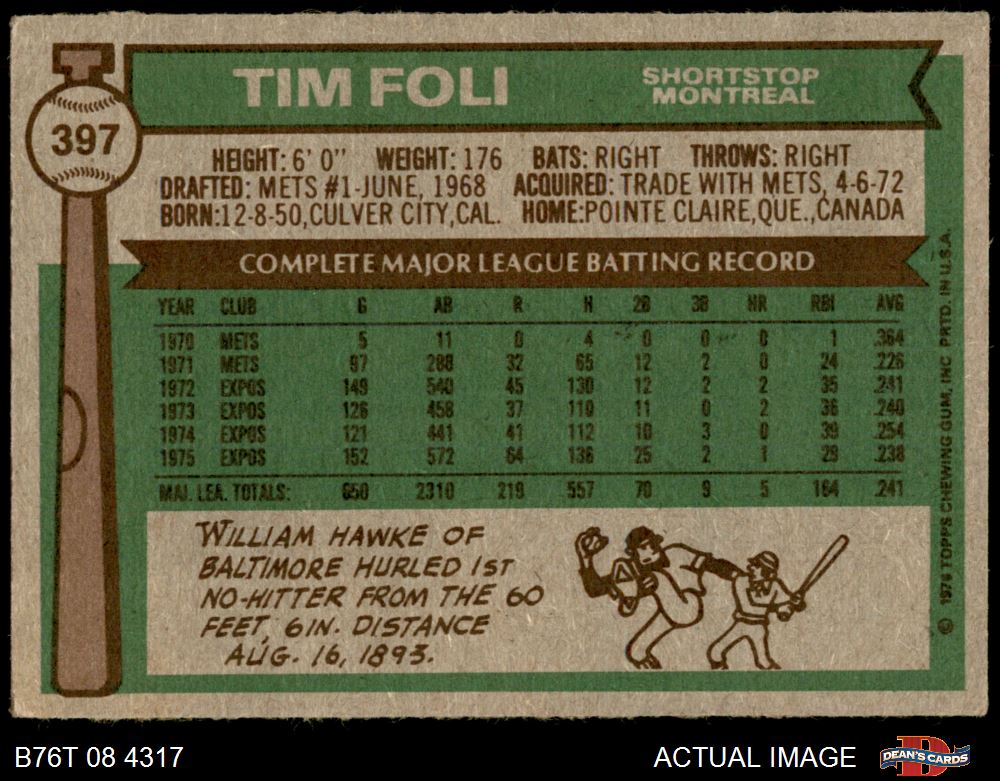 TIM FOLI
SHORTSTOP
MONTREAL
397
HEIGHT: 6' 0" WEIGHT: 176 BATS: RIGHT THROWS: RIGHT
DRAFTED: METS #1-JUNE, 1968 ACQUIRED: TRADE WITH METS, 4-6-72
BORN:12-8-50,CULVER CITY,CAL. HOME:POINTE CLAIRE,QUE.,CANADA
COMPLETE MAJOR LEAGUE BATTING RECORD
YEAR CLUB G AB R H 2B 3B HR RBI AVG
1970 METS 5 11 0 4 0 0 0 1 .364
1971 METS 97 288 32 65 12 2 0 24 .226
1972 EXPOS 149 540 45 130 12 2 2 35 .241
1973 EXPOS 126 458 37 110 11 0 2 36 .240
1974 EXPOS 121 441 41 112 10 3 0 39 .254
1975 EXPOS 152 572 64 136 25 2 1 29 .238
MAJ. LEA. TOTALS: 650 2310 219 557 70 9 5 164 .241
WILLIAM HAWKE OF
BALTIMORE HURLED 1ST
NO-HITTER FROM THE 60
FEET, 6IN. DISTANCE
AUG. 16, 1893.
© 1976 TOPPS CHEWING GUM, INC. PRTD. IN U.S.A.
B76T 08 4317
ACTUAL IMAGE
DEAN'S CARDS